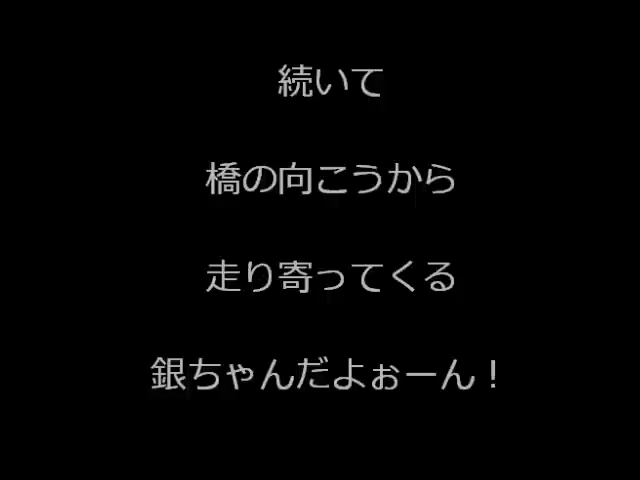 続いて
橋の向こうから
走り寄ってくる
銀ちゃんだよぉーん！